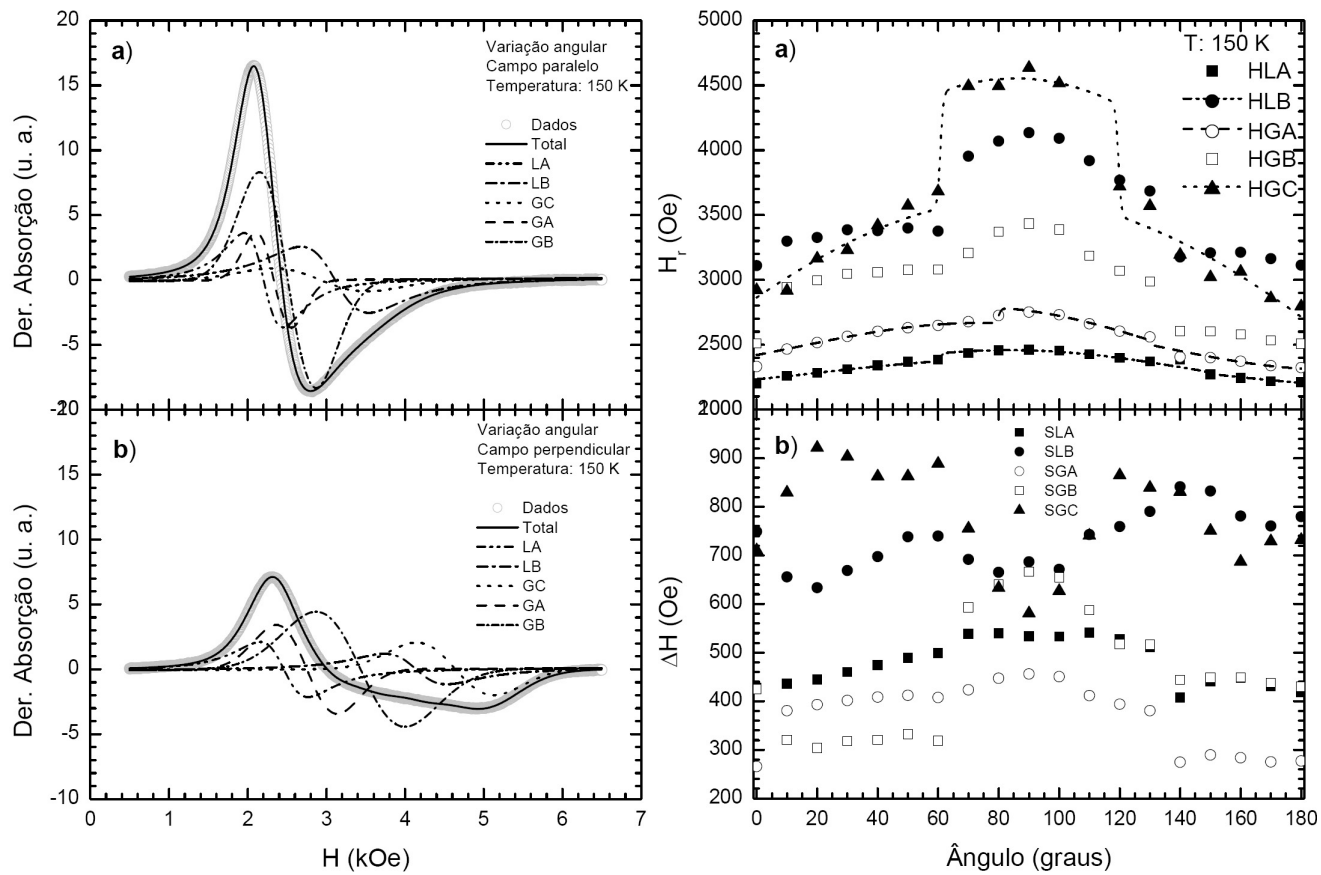 a)
Variação angular
Campo paralelo
Temperatura: 150 K
Dados
Total
LA
LB
GC
GA
GB
Der. Absorção (u. a.)
20
15
10
5
0
-5
b)
Variação angular
Campo perpendicular
Temperatura: 150 K
Dados
Total
LA
LB
GC
GA
GB
Der. Absorção (u. a.)
15
10
5
0
-5
-10
0 1 2 3 4 5 6 7
H (kOe)
a)
T: 150 K
HLA
HLB
HGA
HGB
HGC
Hr (Oe)
5000
4500
4000
3500
3000
2500
b)
SLA
SLB
SGA
SGB
SGC
ΔH (Oe)
900
800
700
600
500
400
300
200
0 20 40 60 80 100 120 140 160 180
Ângulo (graus)